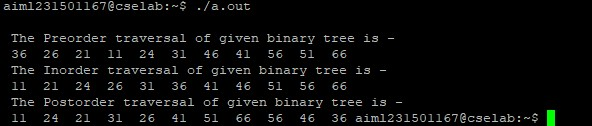 aiml231501167@cselab:~$ ./a.out
The Preorder traversal of given binary tree is -
36 26 21 11 24 31 46 41 56 51 66
The Inorder traversal of given binary tree is -
11 21 24 26 31 36 41 46 51 56 66
The Postorder traversal of given binary tree is -
11 24 21 31 26 41 51 66 56 46 36 aiml231501167@cselab:~$